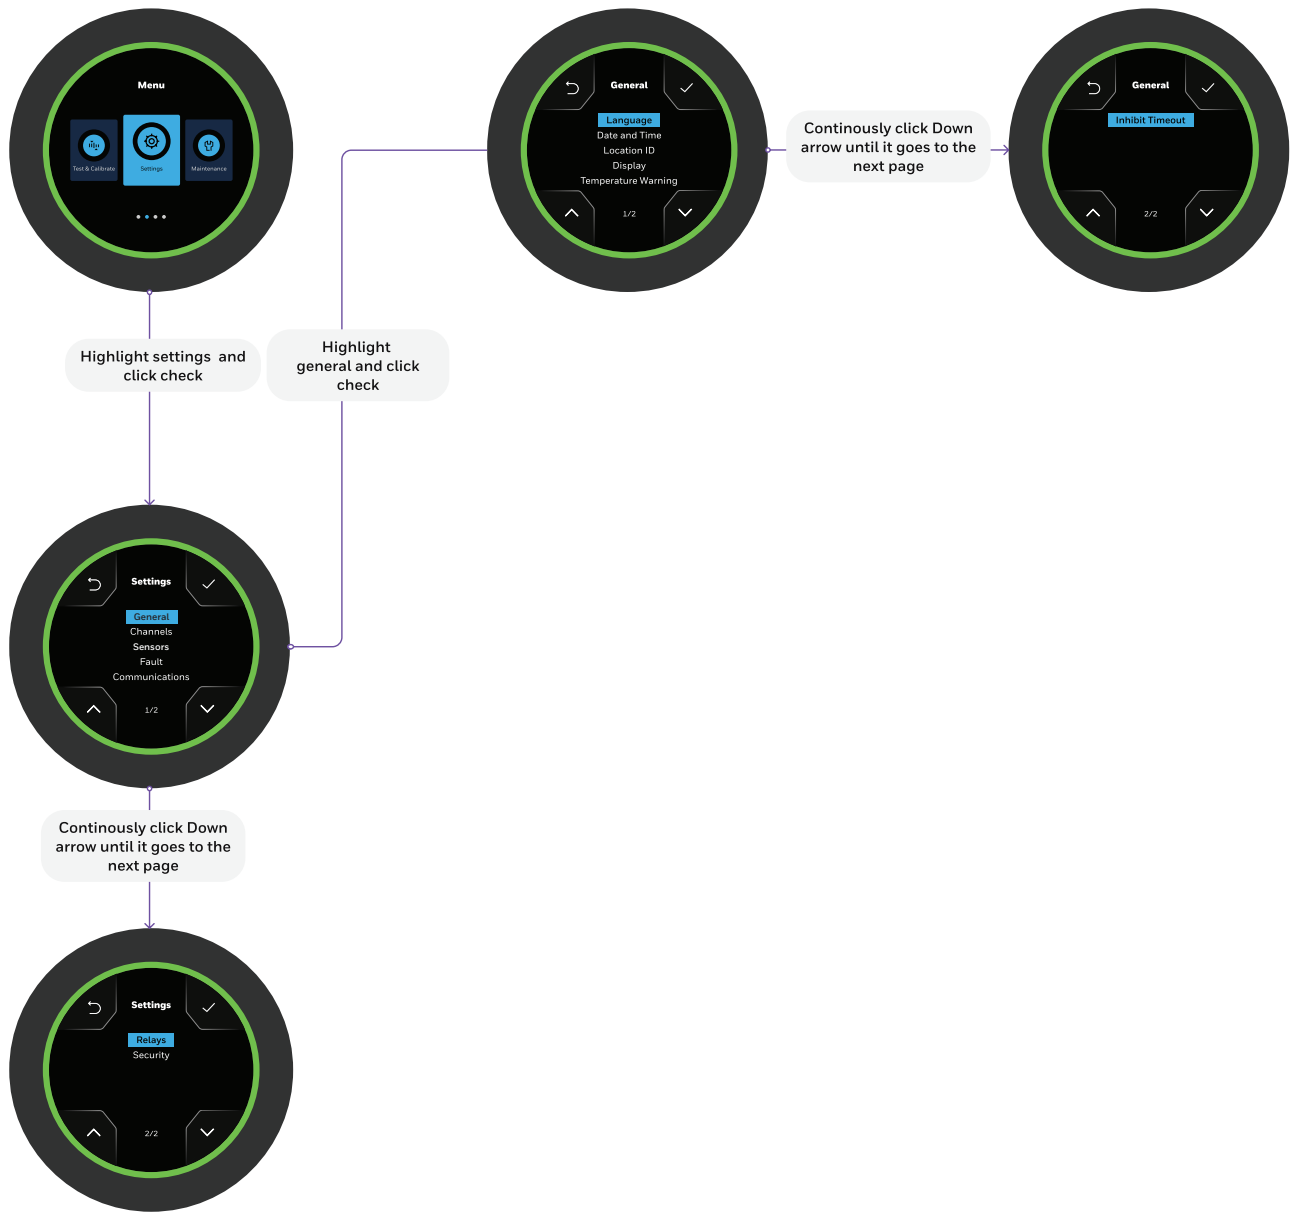 Menu
Test & Calibrate
Settings
Maintenance
General
Language
Date and Time
Location ID
Display
Temperature Warning
1/2
Continously click Down
arrow until it goes to the
next page
General
Inhibit Timeout
2/2
Highlight settings  and
click check
Highlight
general and click
check
Settings
General
Channels
Sensors
Fault
Communications
1/2
Continously click Down
arrow until it goes to the
next page
Settings
Relays
Security
2/2